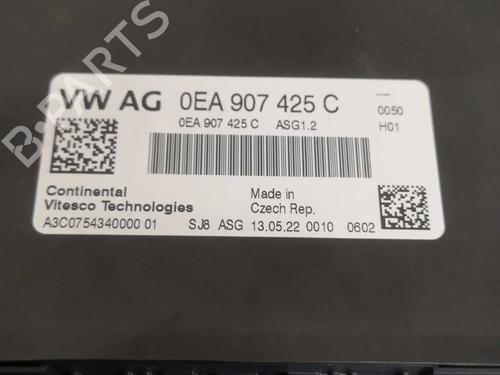 B-PARTS
VW AG 0EA 907 425 C
0EA 907 425 C ASG1.2
0050
H01
Continental
Vitesco Technologies
A3C0754340000 01
Made in
Czech Rep.
SJ8 ASG 13.05.22 0010 0602